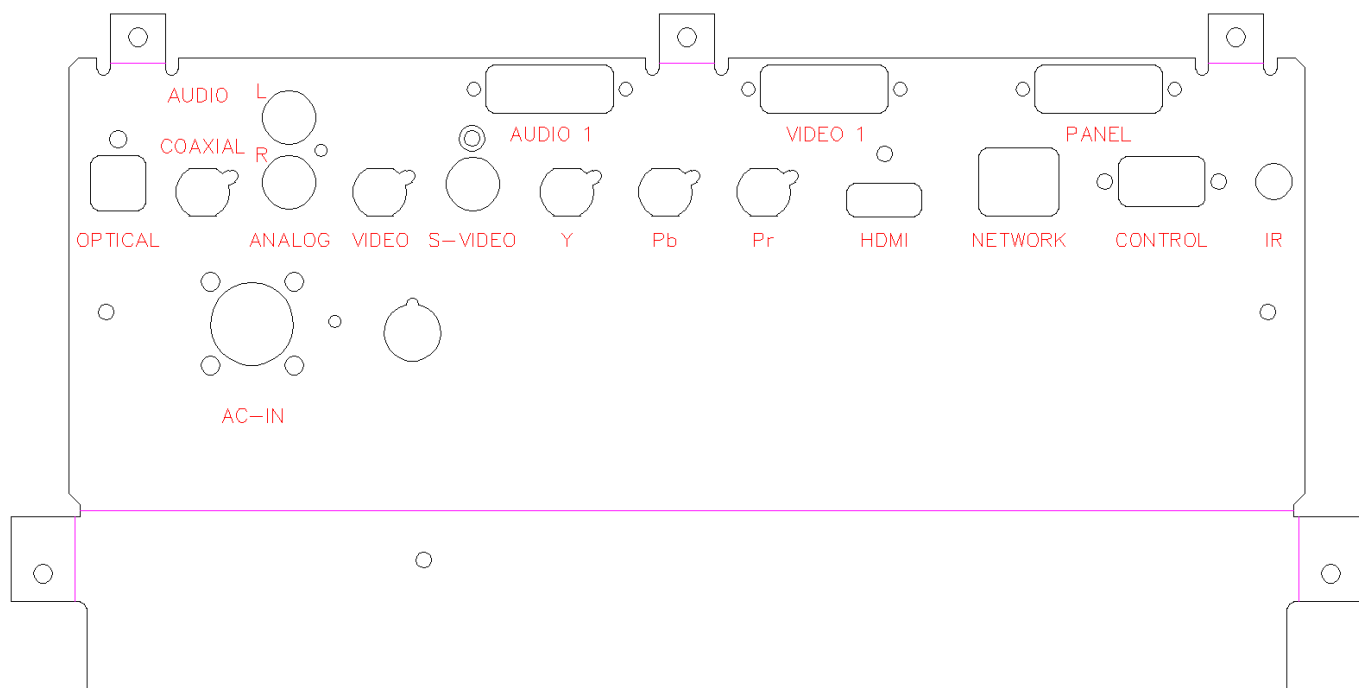 AUDIO L
AUDIO 1 VIDEO 1 PANEL
COAXIAL R
OPTICAL ANALOG VIDEO S-VIDEO Y Pb Pr HDMI NETWORK CONTROL IR
AC-IN